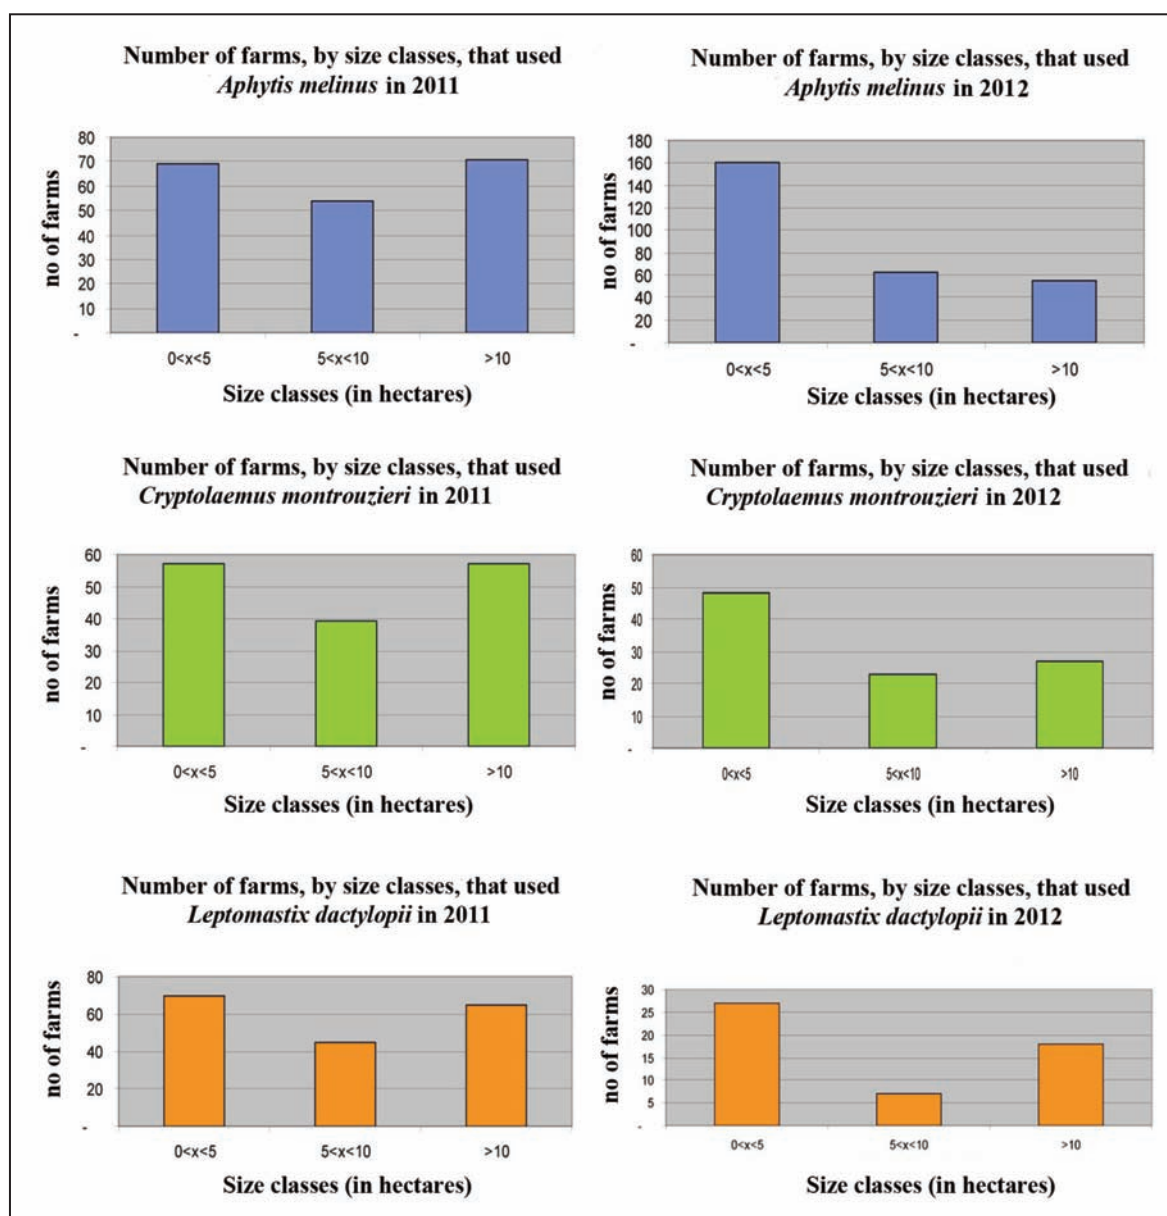 Number of farms, by size classes, that used
Aphytis melinus in 2011
80
70
60
50
40
30
20
10
-
no of farms
0<x<5 5<x<10 >10
Size classes (in hectares)
Number of farms, by size classes, that used
Aphytis melinus in 2012
180
160
140
120
100
80
60
40
20
-
no of farms
0<x<5 5<x<10 >10
Size classes (in hectares)
Number of farms, by size classes, that used
Cryptolaemus montrouzieri in 2011
60
50
40
30
20
10
-
no of farms
0<x<5 5<x<10 >10
Size classes (in hectares)
Number of farms, by size classes, that used
Cryptolaemus montrouzieri in 2012
60
50
40
30
20
10
-
no of farms
0<x<5 5<x<10 >10
Size classes (in hectares)
Number of farms, by size classes, that used
Leptomastix dactylopii in 2011
80
60
40
20
-
no of farms
0<x<5 5<x<10 >10
Size classes (in hectares)
Number of farms, by size classes, that used
Leptomastix dactylopii in 2012
30
25
20
15
10
5
-
no of farms
0<x<5 5<x<10 >10
Size classes (in hectares)